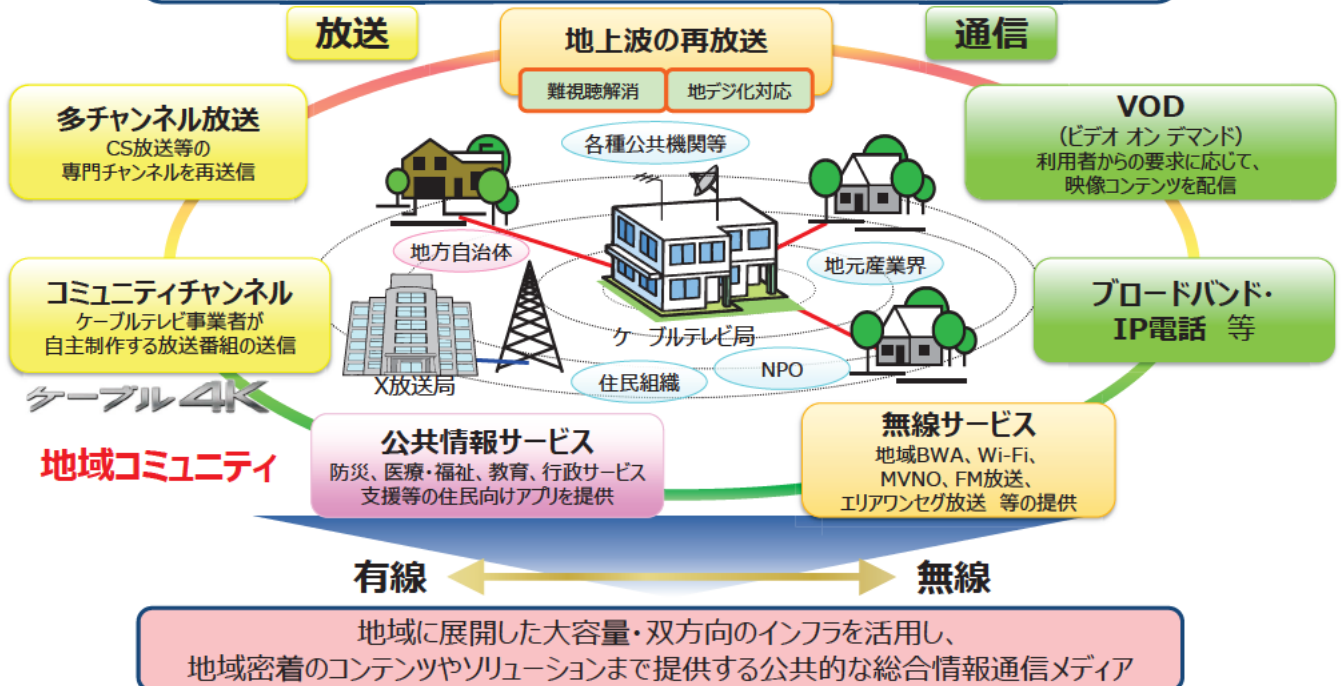 放送
地上波の再放送
通信
難視聴解消
地デジ化対応
多チャンネル放送
CS放送等の
専門チャンネルを再送信
各種公共機関等
VOD
(ビデオ オン デマンド)
利用者からの要求に応じて、
映像コンテンツを配信
地方自治体
地元産業界
コミュニティチャンネル
ケーブルテレビ事業者が
自主制作する放送番組の送信
ブロードバンド・
IP電話 等
ケーブルテレビ局
X放送局
住民組織
NPO
ケーブル4K
地域コミュニティ
公共情報サービス
防災、医療・福祉、教育、行政サービス
支援等の住民向けアプリを提供
無線サービス
地域BWA、Wi-Fi、
MVNO、FM放送、
エリアワンセグ放送 等の提供
有線
無線
地域に展開した大容量・双方向のインフラを活用し、
地域密着のコンテンツやソリューションまで提供する公共的な総合情報通信メディア